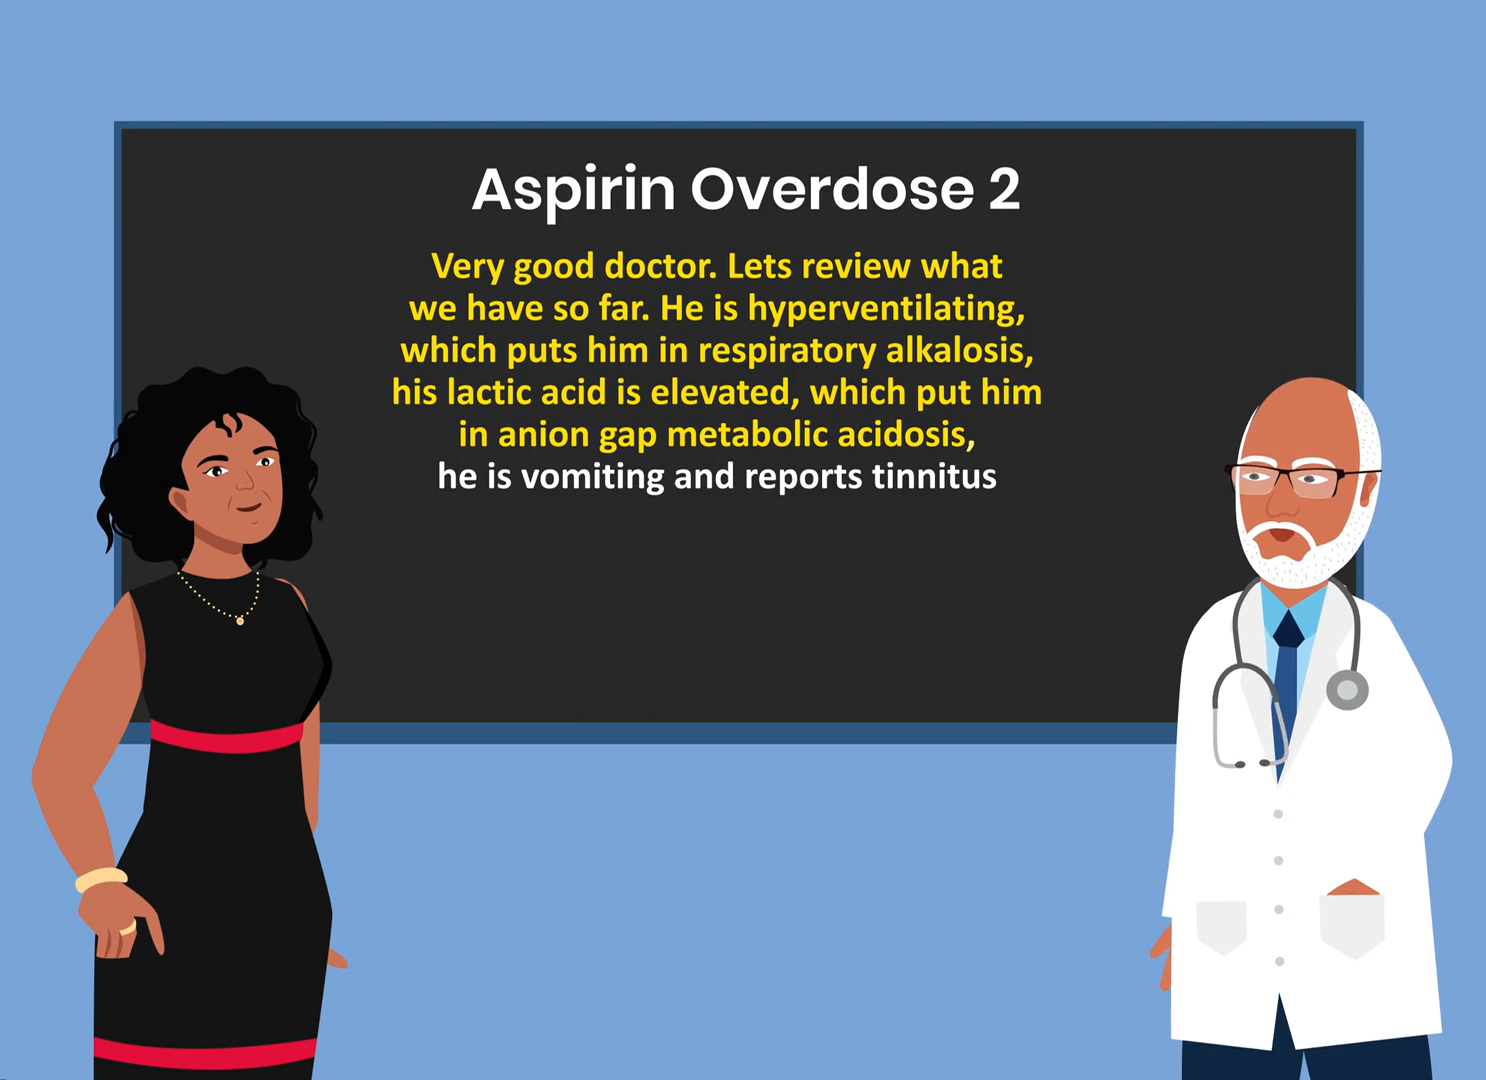 Aspirin Overdose 2
Very good doctor. Lets review what
we have so far. He is hyperventilating,
which puts him in respiratory alkalosis,
his lactic acid is elevated, which put him
in anion gap metabolic acidosis,
he is vomiting and reports tinnitus